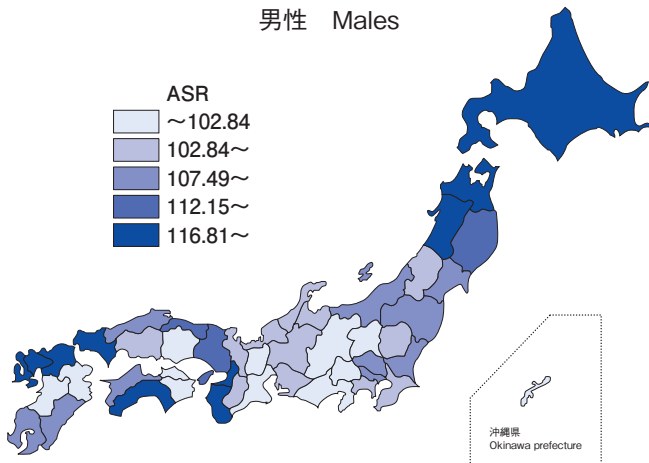 男性　Males
ASR
～102.84
102.84～
107.49～
112.15～
116.81～
沖縄県
Okinawa prefecture